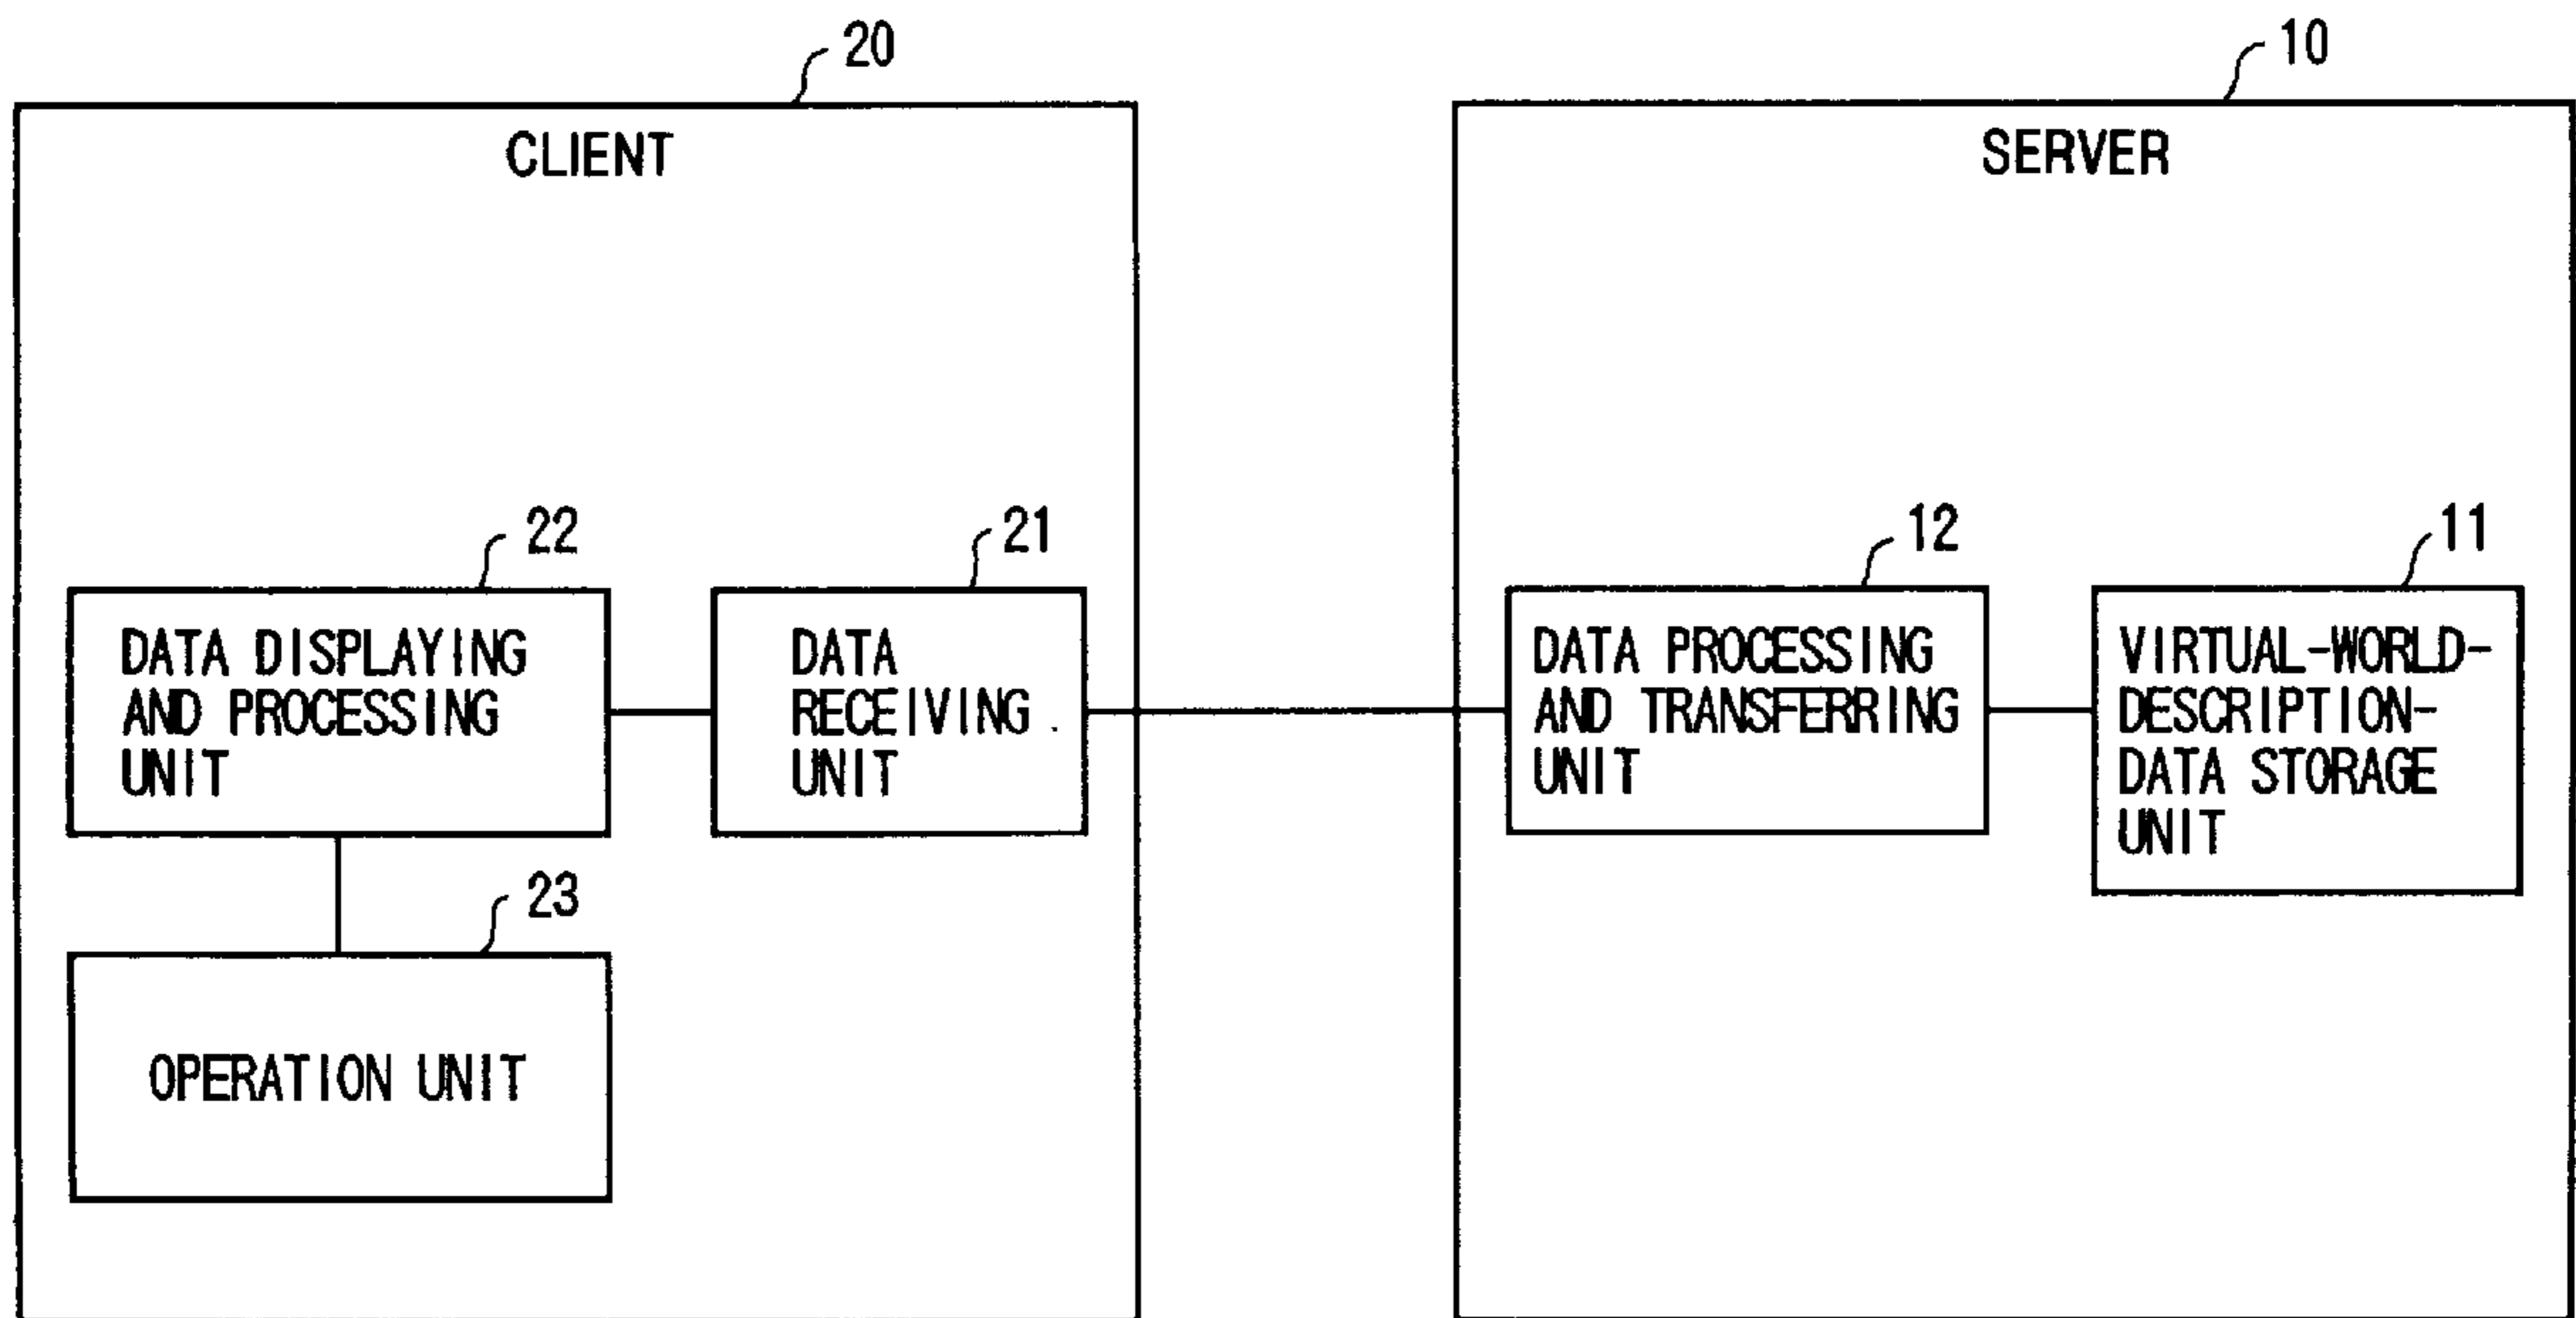 20
10
CLIENT
SERVER
22
21
12
11
DATA DISPLAYING
AND PROCESSING
UNIT
DATA
RECEIVING
UNIT
DATA PROCESSING
AND TRANSFERRING
UNIT
VIRTUAL-WORLD-
DESCRIPTION-
DATA STORAGE
UNIT
23
OPERATION UNIT